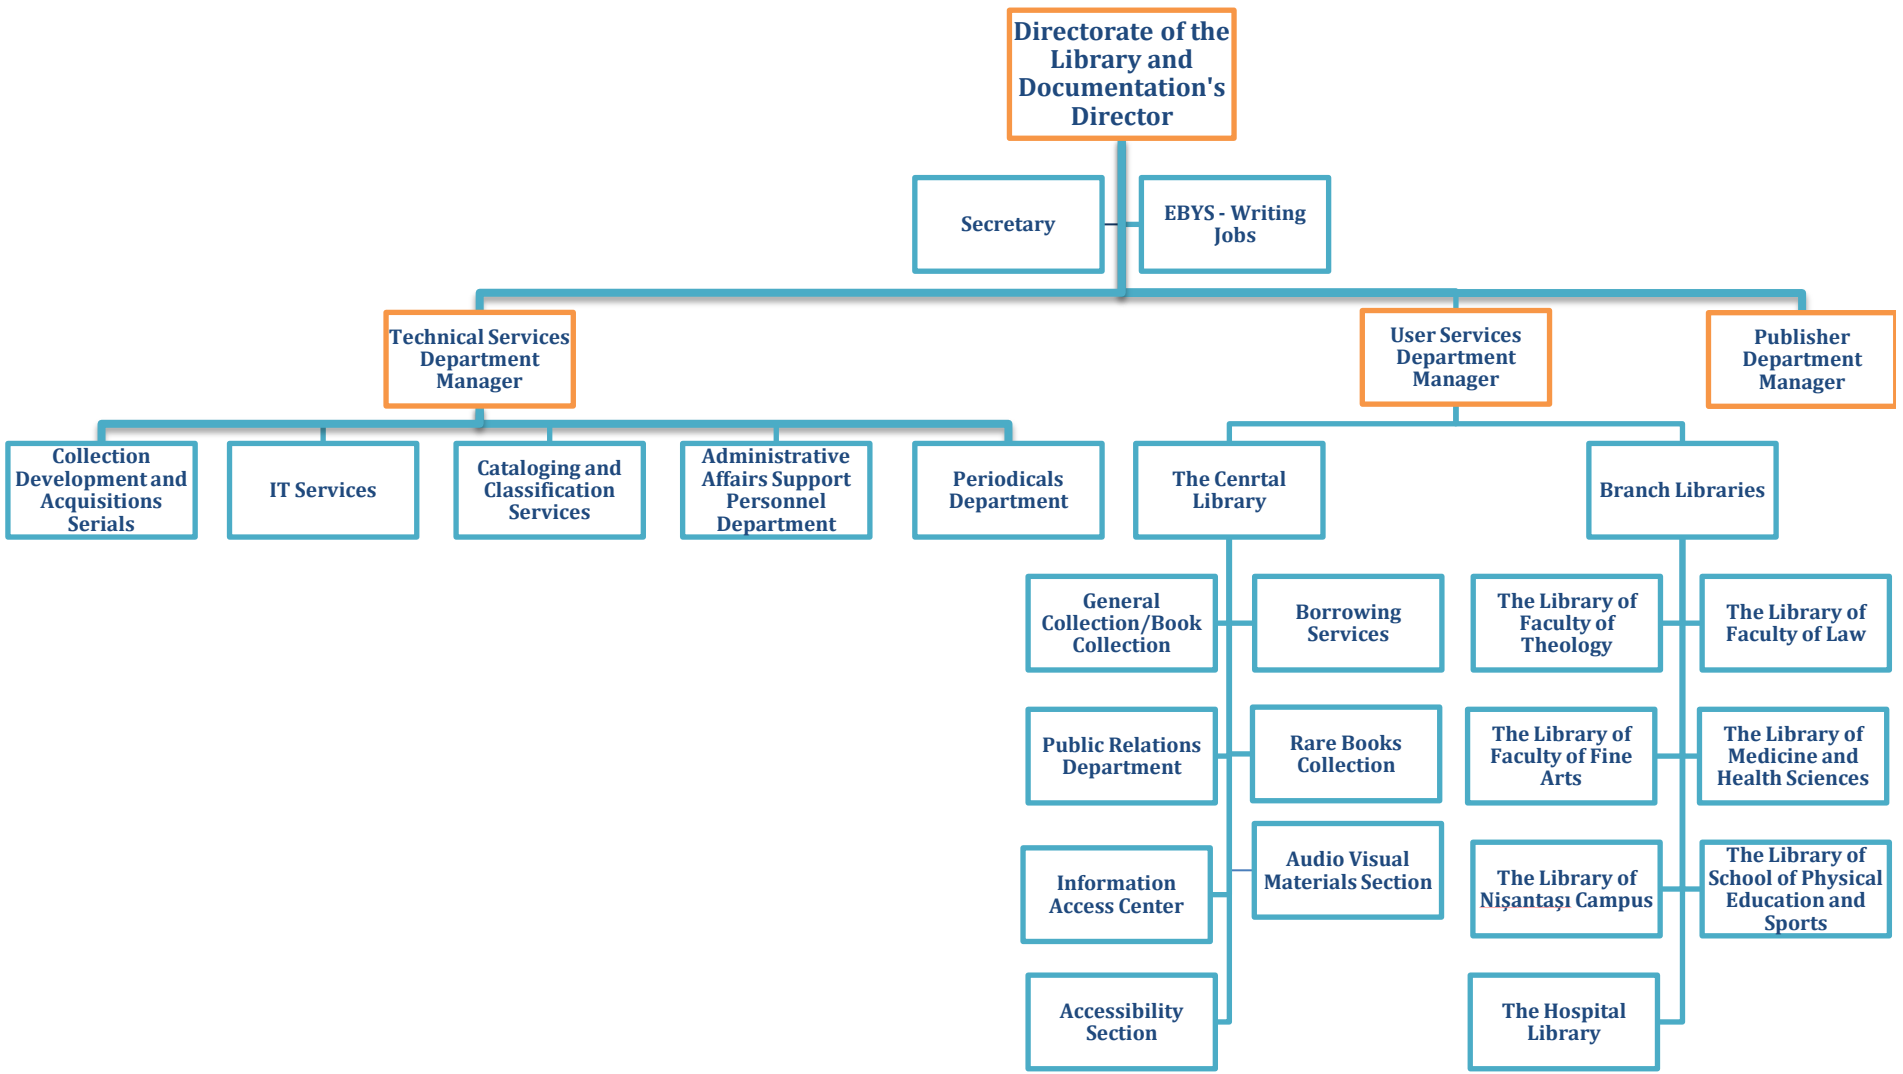 Directorate of the
Library and
Documentation's
Director
Secretary
EBYS - Writing
Jobs
Technical Services
Department
Manager
User Services
Department
Manager
Publisher
Department
Manager
Collection
Development and
Acquisitions
Serials
IT Services
Cataloging and
Classification
Services
Administrative
Affairs Support
Personnel
Department
Periodicals
Department
The Cenrtal
Library
Branch Libraries
General
Collection/Book
Collection
Borrowing
Services
The Library of
Faculty of
Theology
The Library of
Faculty of Law
Public Relations
Department
Rare Books
Collection
The Library of
Faculty of Fine
Arts
The Library of
Medicine and
Health Sciences
Information
Access Center
Audio Visual
Materials Section
The Library of
Nişantaşı Campus
The Library of
School of Physical
Education and
Sports
Accessibility
Section
The Hospital
Library